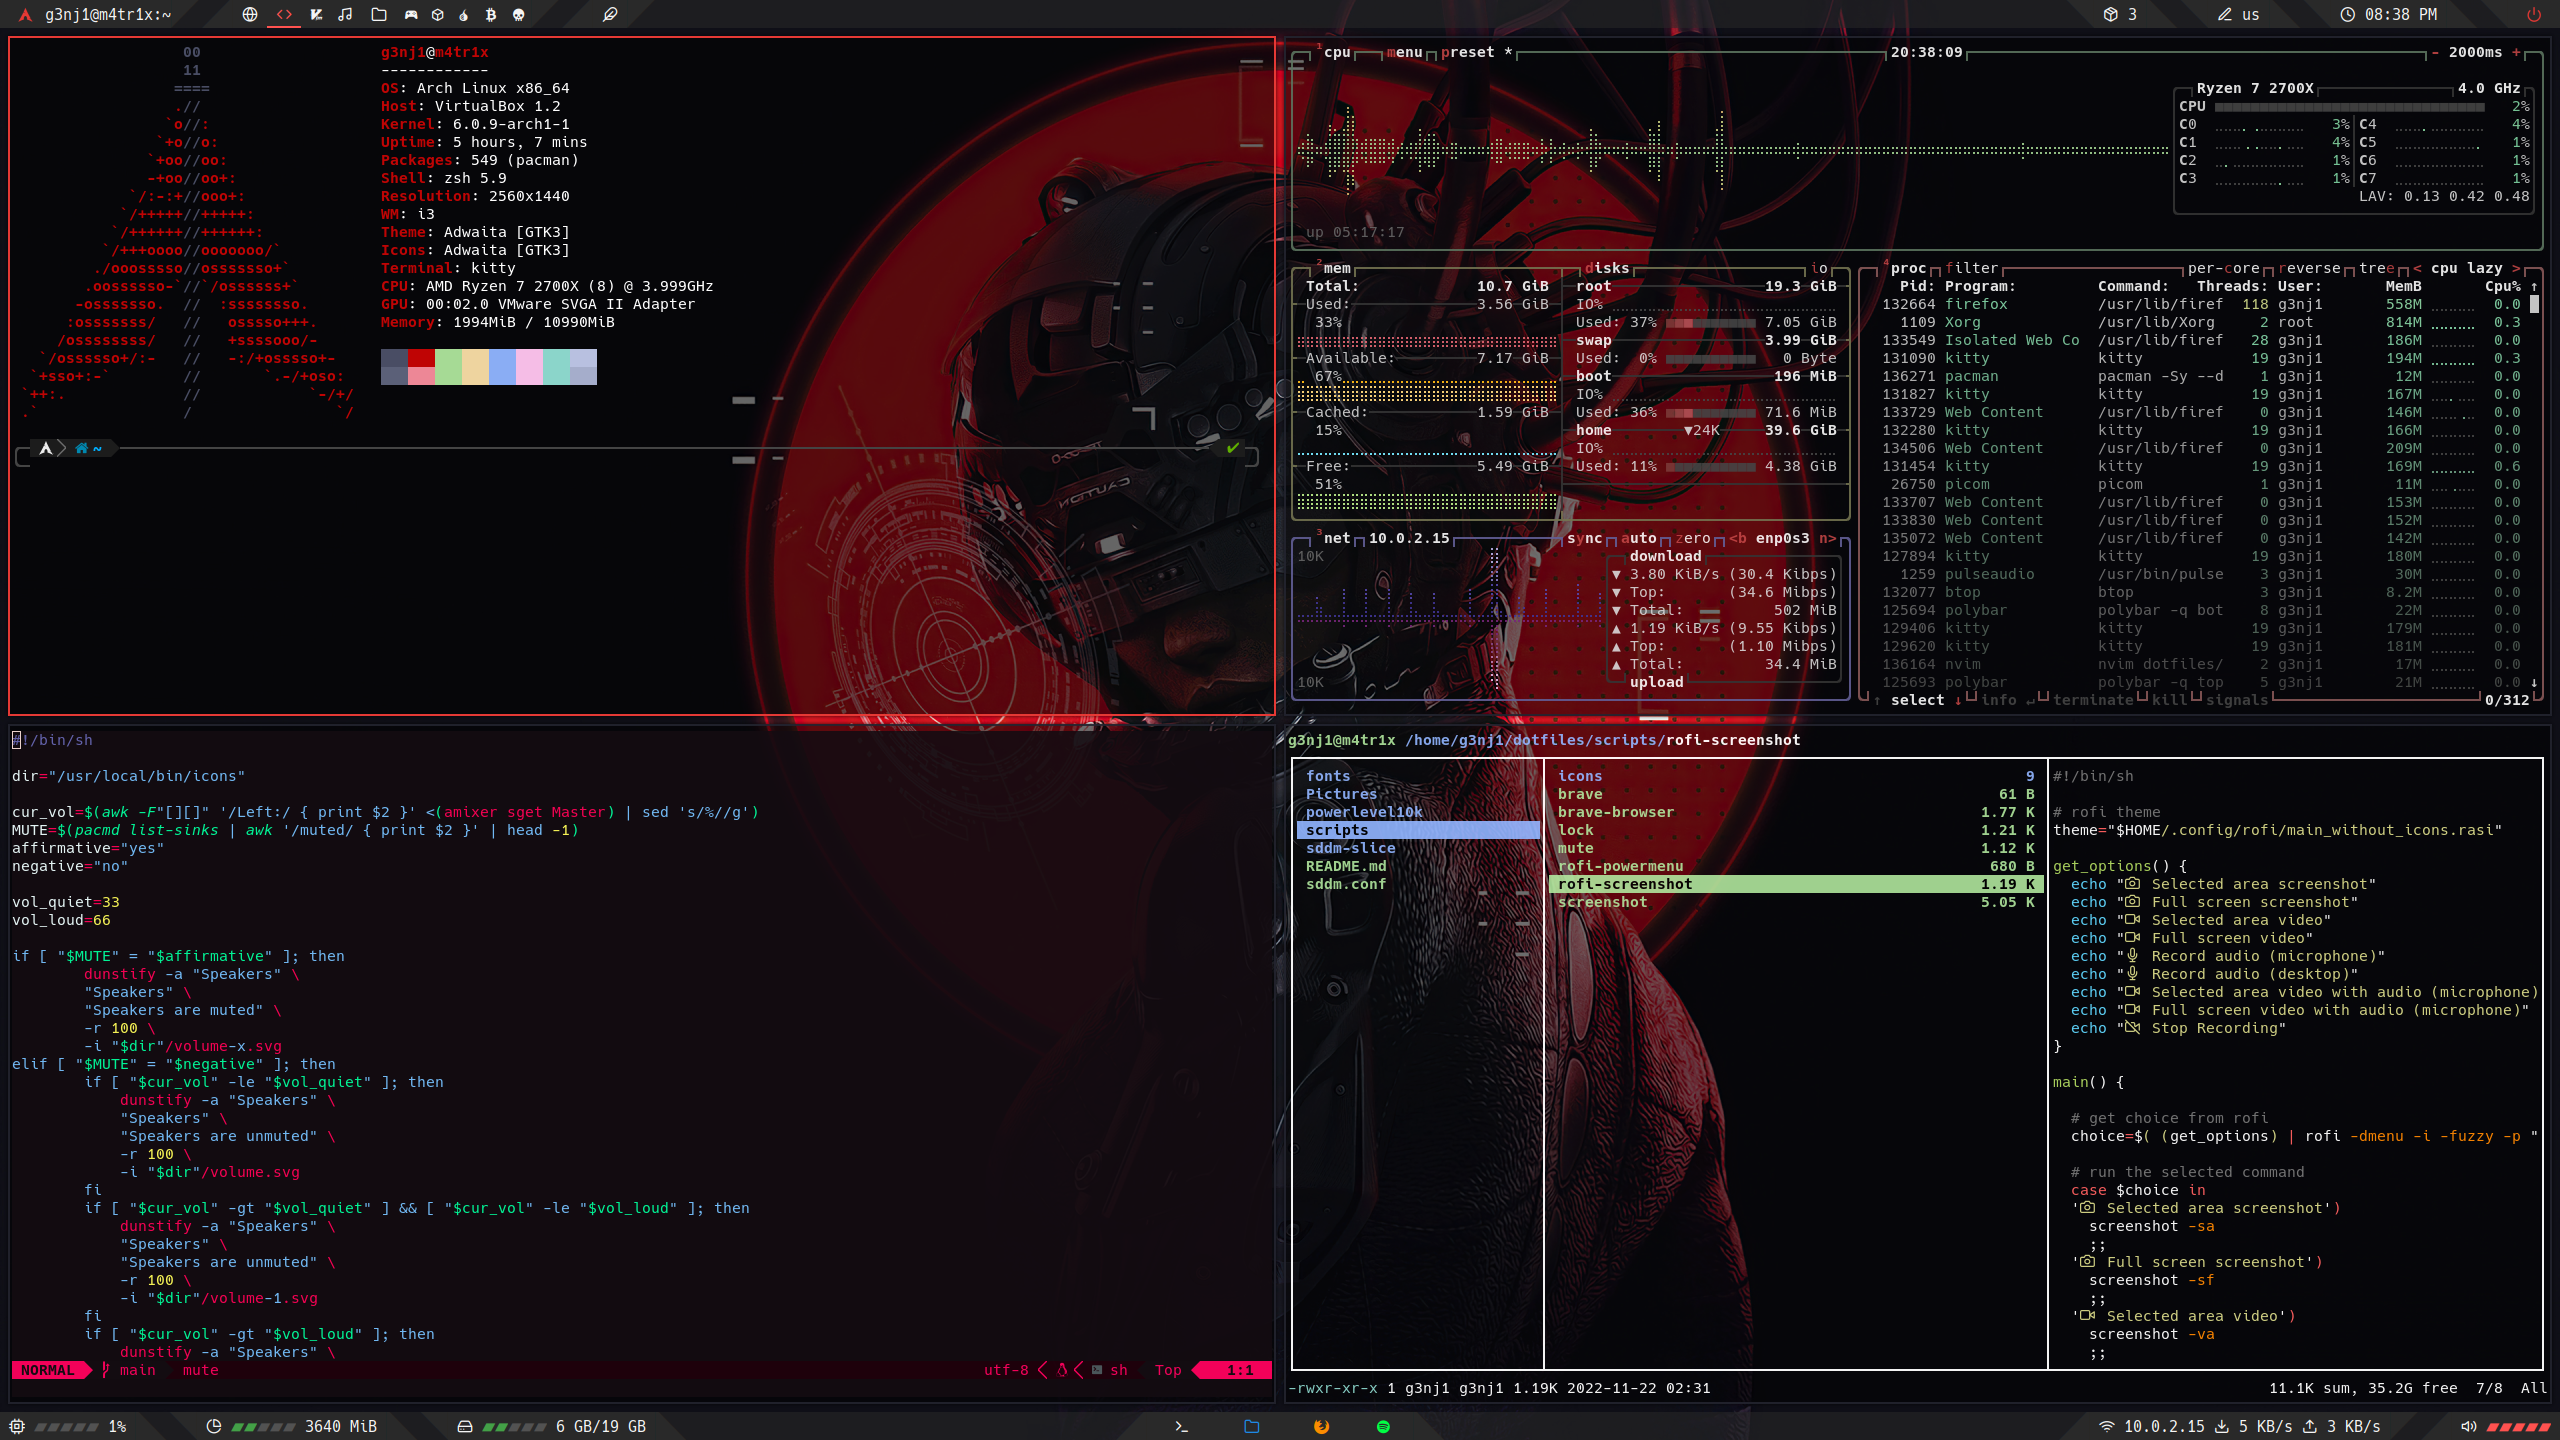 g3nj1@m4tr1x:~
3
us
08:38 PM
00
11
====
.//
`o//:
`+o//o:
`+oo//oo:
-+oo//oo+:
`/:-:+//ooo+:
`/+++++//+++++:
`/++++++//++++++:
`/+++oooo//ooooooo/`
./ooosssso//osssssso+`
.oossssso-`//`/ossssss+`
-osssssso. // :ssssssso.
:osssssss/ // osssso+++.
/ossssssss/ // +ssssooo/-
`/ossssso+/:- // -:/+osssso+-
`+sso+:-` // `.-/+oso:
`++:. // `-/+/
.` / `/
g3nj1@m4tr1x
------------
OS: Arch Linux x86_64
Host: VirtualBox 1.2
Kernel: 6.0.9-arch1-1
Uptime: 5 hours, 7 mins
Packages: 549 (pacman)
Shell: zsh 5.9
Resolution: 2560x1440
WM: i3
Theme: Adwaita [GTK3]
Icons: Adwaita [GTK3]
Terminal: kitty
CPU: AMD Ryzen 7 2700X (8) @ 3.999GHz
GPU: 00:02.0 VMware SVGA II Adapter
Memory: 1994MiB / 10990MiB
~ ✔
¹cpu menu preset * 20:38:09 - 2000ms +
Ryzen 7 2700X 4.0 GHz
CPU 2%
C0 3% C4 4%
C1 4% C5 1%
C2 1% C6 1%
C3 1% C7 1%
LAV: 0.13 0.42 0.48
up 05:17:17
²mem disks io
Total: 10.7 GiB
Used: 3.56 GiB
33%
Available: 7.17 GiB
67%
Cached: 1.59 GiB
15%
Free: 5.49 GiB
51%
root 19.3 GiB
IO%
Used: 37% 7.05 GiB
swap 3.99 GiB
Used: 0% 0 Byte
boot 196 MiB
IO%
Used: 36% 71.6 MiB
home ▼24K 39.6 GiB
IO%
Used: 11% 4.38 GiB
³net 10.0.2.15 sync auto zero <b enp0s3 n>
10K
10K
download
▼ 3.80 KiB/s (30.4 Kibps)
▼ Top: (34.6 Mibps)
▼ Total: 502 MiB
▲ 1.19 KiB/s (9.55 Kibps)
▲ Top: (1.10 Mibps)
▲ Total: 34.4 MiB
upload
⁴proc filter per-core reverse tree < cpu lazy >
Pid: Program: Command: Threads: User: MemB Cpu% ↑
132664 firefox /usr/lib/firef 118 g3nj1 558M 0.0
1109 Xorg /usr/lib/Xorg 2 root 814M 0.3
133549 Isolated Web Co /usr/lib/firef 28 g3nj1 186M 0.0
131090 kitty kitty 19 g3nj1 194M 0.3
136271 pacman pacman -Sy --d 1 g3nj1 12M 0.0
131827 kitty kitty 19 g3nj1 167M 0.0
133729 Web Content /usr/lib/firef 0 g3nj1 146M 0.0
132280 kitty kitty 19 g3nj1 166M 0.0
134506 Web Content /usr/lib/firef 0 g3nj1 209M 0.0
131454 kitty kitty 19 g3nj1 169M 0.6
26750 picom picom 1 g3nj1 11M 0.0
133707 Web Content /usr/lib/firef 0 g3nj1 153M 0.0
133830 Web Content /usr/lib/firef 0 g3nj1 152M 0.0
135072 Web Content /usr/lib/firef 0 g3nj1 142M 0.0
127894 kitty kitty 19 g3nj1 180M 0.0
1259 pulseaudio /usr/bin/pulse 3 g3nj1 30M 0.0
132077 btop btop 3 g3nj1 8.2M 0.0
125694 polybar polybar -q bot 8 g3nj1 22M 0.0
129406 kitty kitty 19 g3nj1 179M 0.0
129620 kitty kitty 19 g3nj1 181M 0.0
136164 nvim nvim dotfiles/ 2 g3nj1 17M 0.0
125693 polybar polybar -q top 5 g3nj1 21M 0.0 ↓
↑ select ↓ info ↵ terminate kill signals 0/312
CAUTION
#!/bin/sh
dir="/usr/local/bin/icons"
cur_vol=$(awk -F"[][]" '/Left:/ { print $2 }' <(amixer sget Master) | sed 's/%//g')
MUTE=$(pacmd list-sinks | awk '/muted/ { print $2 }' | head -1)
affirmative="yes"
negative="no"
vol_quiet=33
vol_loud=66
if [ "$MUTE" = "$affirmative" ]; then
dunstify -a "Speakers" \
"Speakers" \
"Speakers are muted" \
-r 100 \
-i "$dir"/volume-x.svg
elif [ "$MUTE" = "$negative" ]; then
if [ "$cur_vol" -le "$vol_quiet" ]; then
dunstify -a "Speakers" \
"Speakers" \
"Speakers are unmuted" \
-r 100 \
-i "$dir"/volume.svg
fi
if [ "$cur_vol" -gt "$vol_quiet" ] && [ "$cur_vol" -le "$vol_loud" ]; then
dunstify -a "Speakers" \
"Speakers" \
"Speakers are unmuted" \
-r 100 \
-i "$dir"/volume-1.svg
fi
if [ "$cur_vol" -gt "$vol_loud" ]; then
dunstify -a "Speakers" \
NORMAL main mute utf-8 sh Top 1:1
g3nj1@m4tr1x /home/g3nj1/dotfiles/scripts/rofi-screenshot
fonts
Pictures
powerlevel10k
scripts
sddm-slice
README.md
sddm.conf
icons 9
brave 61 B
brave-browser 1.77 K
lock 1.21 K
mute 1.12 K
rofi-powermenu 680 B
rofi-screenshot 1.19 K
screenshot 5.05 K
#!/bin/sh
# rofi theme
theme="$HOME/.config/rofi/main_without_icons.rasi"
get_options() {
echo " Selected area screenshot"
echo " Full screen screenshot"
echo " Selected area video"
echo " Full screen video"
echo " Record audio (microphone)"
echo " Record audio (desktop)"
echo " Selected area video with audio (microphone)
echo " Full screen video with audio (microphone)"
echo " Stop Recording"
}
main() {
# get choice from rofi
choice=$( (get_options) | rofi -dmenu -i -fuzzy -p "
# run the selected command
case $choice in
' Selected area screenshot')
screenshot -sa
;;
' Full screen screenshot')
screenshot -sf
;;
' Selected area video')
screenshot -va
;;
-rwxr-xr-x 1 g3nj1 g3nj1 1.19K 2022-11-22 02:31 11.1K sum, 35.2G free 7/8 All
1% 3640 MiB 6 GB/19 GB 10.0.2.15 5 KB/s 3 KB/s